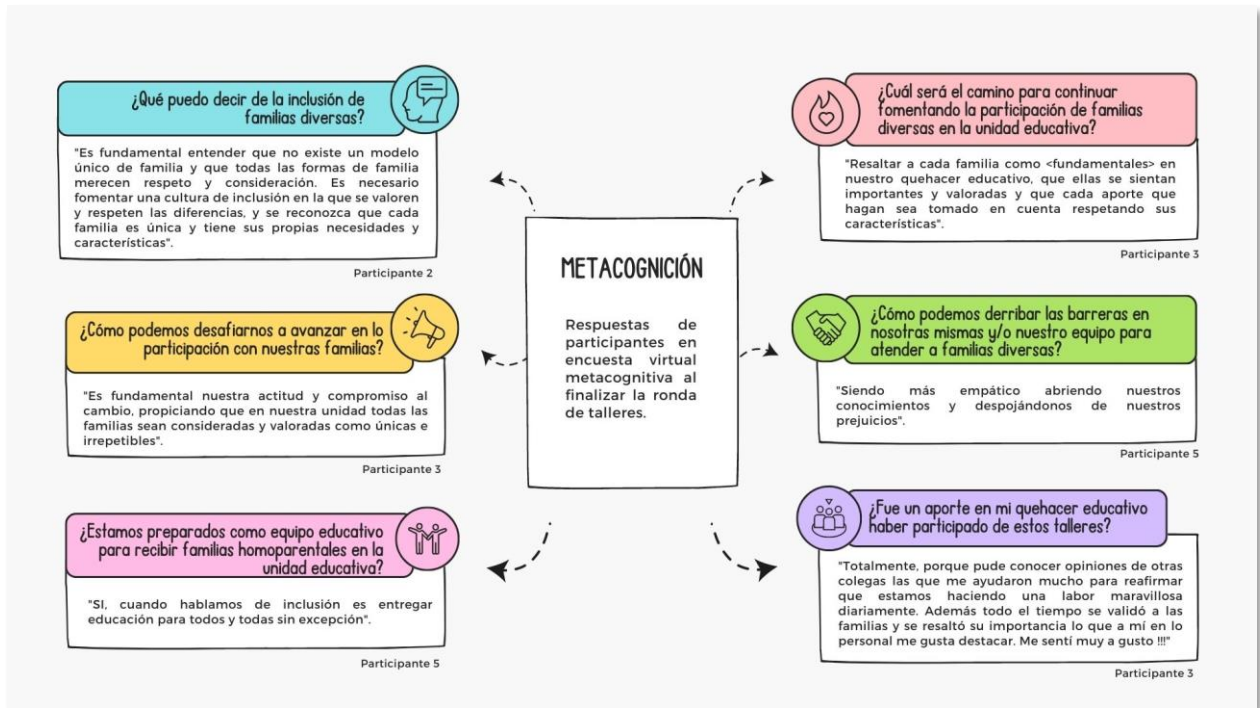 ¿Qué puedo decir de la inclusión de
familias diversas?
"Es fundamental entender que no existe un modelo
único de familia y que todas las formas de familia
merecen respeto y consideración. Es necesario
fomentar una cultura de inclusión en la que se valoren
y respeten las diferencias, y se reconozca que cada
familia es única y tiene sus propias necesidades y
características".
Participante 2
¿Cómo podemos desafiarnos a avanzar en lo
participación con nuestras familias?
"Es fundamental nuestra actitud y compromiso al
cambio, propiciando que en nuestra unidad todas las
familias sean consideradas y valoradas como únicas e
irrepetibles".
Participante 3
¿Estamos preparados como equipo educativo
para recibir familias homoparentales en la
unidad educativa?
"SI, cuando hablamos de inclusión es entregar
educación para todos y todas sin excepción".
Participante 5
METACOGNICIÓN
Respuestas de
participantes en
encuesta virtual
metacognitiva al
finalizar la ronda
de talleres.
¿Cuál será el camino para continuar
fomentando la participación de familias
diversas en la unidad educativa?
"Resaltar a cada familia como <fundamentales> en
nuestro quehacer educativo, que ellas se sientan
importantes y valoradas y que cada aporte que
hagan sea tomado en cuenta respetando sus
características".
Participante 3
¿Cómo podemos derribar las barreras en
nosotras mismas y/o nuestro equipo para
atender a familias diversas?
"Siendo más empático abriendo nuestros
conocimientos y despojándonos de nuestros
prejuicios".
Participante 5
¿Fue un aporte en mi quehacer educativo
haber participado de estos talleres?
"Totalmente, porque pude conocer opiniones de otras
colegas las que me ayudaron mucho para reafirmar
que estamos haciendo una labor maravillosa
diariamente. Además todo el tiempo se validó a las
familias y se resaltó su importancia lo que a mí en lo
personal me gusta destacar. Me sentí muy a gusto !!!"
Participante 3